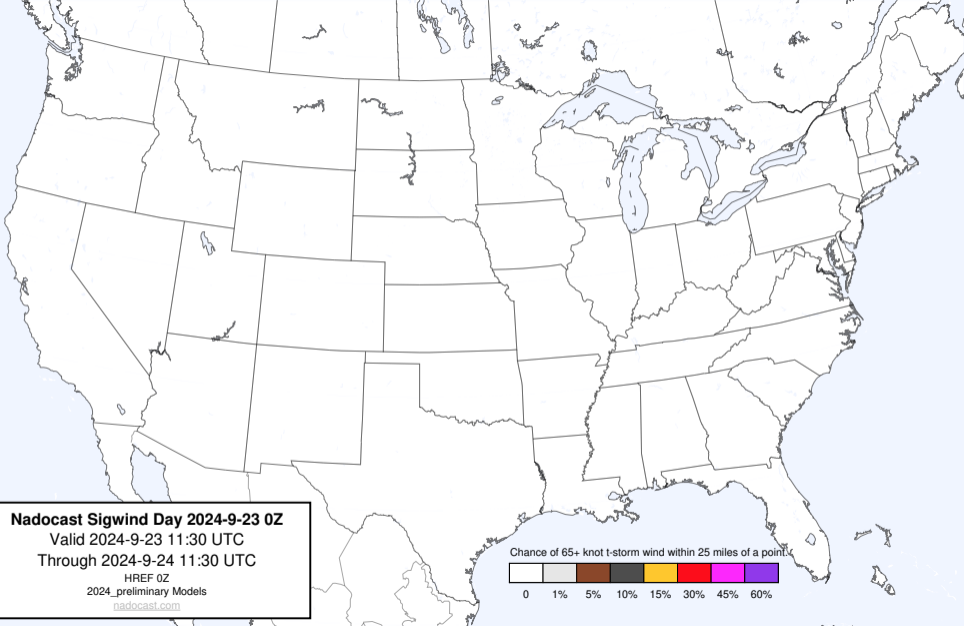 Nadocast Sigwind Day 2024-9-23 0Z
Valid 2024-9-23 11:30 UTC
Through 2024-9-24 11:30 UTC
HREF 0Z
2024_preliminary Models
nadocast.com
Chance of 65+ knot t-storm wind within 25 miles of a point.
0 1% 5% 10% 15% 30% 45% 60%